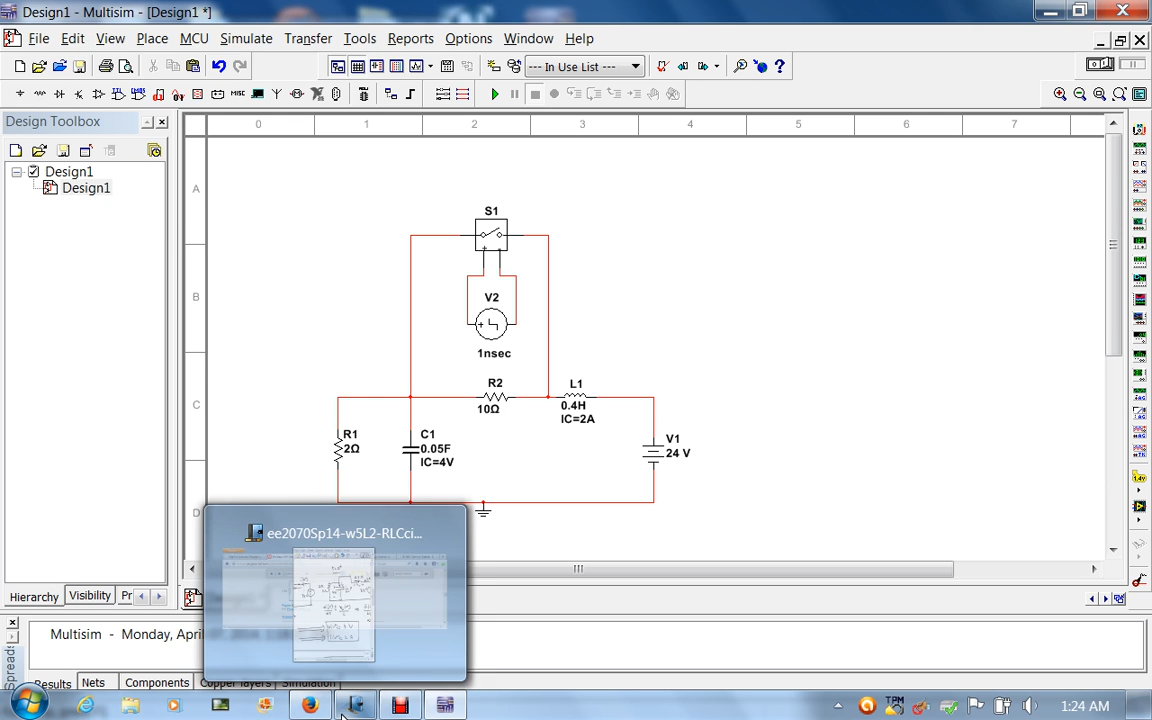 Design1 - Multisim - [Design1 *]
File Edit View Place MCU Simulate Transfer Tools Reports Options Window Help
--- In Use List ---
Design Toolbox
Design1
Design1
0 1 2 3 4 5 6 7
A
B
C
D
S1
V2
1nsec
R2
10Ω
L1
0.4H
IC=2A
R1
2Ω
C1
0.05F
IC=4V
V1
24 V
ee2070Sp14-w5L2-RLCci...
Hierarchy Visibility Pr
Multisim - Monday, Apri
Spreads
Results Nets Components Copper layers Simulation
TPM
1:24 AM